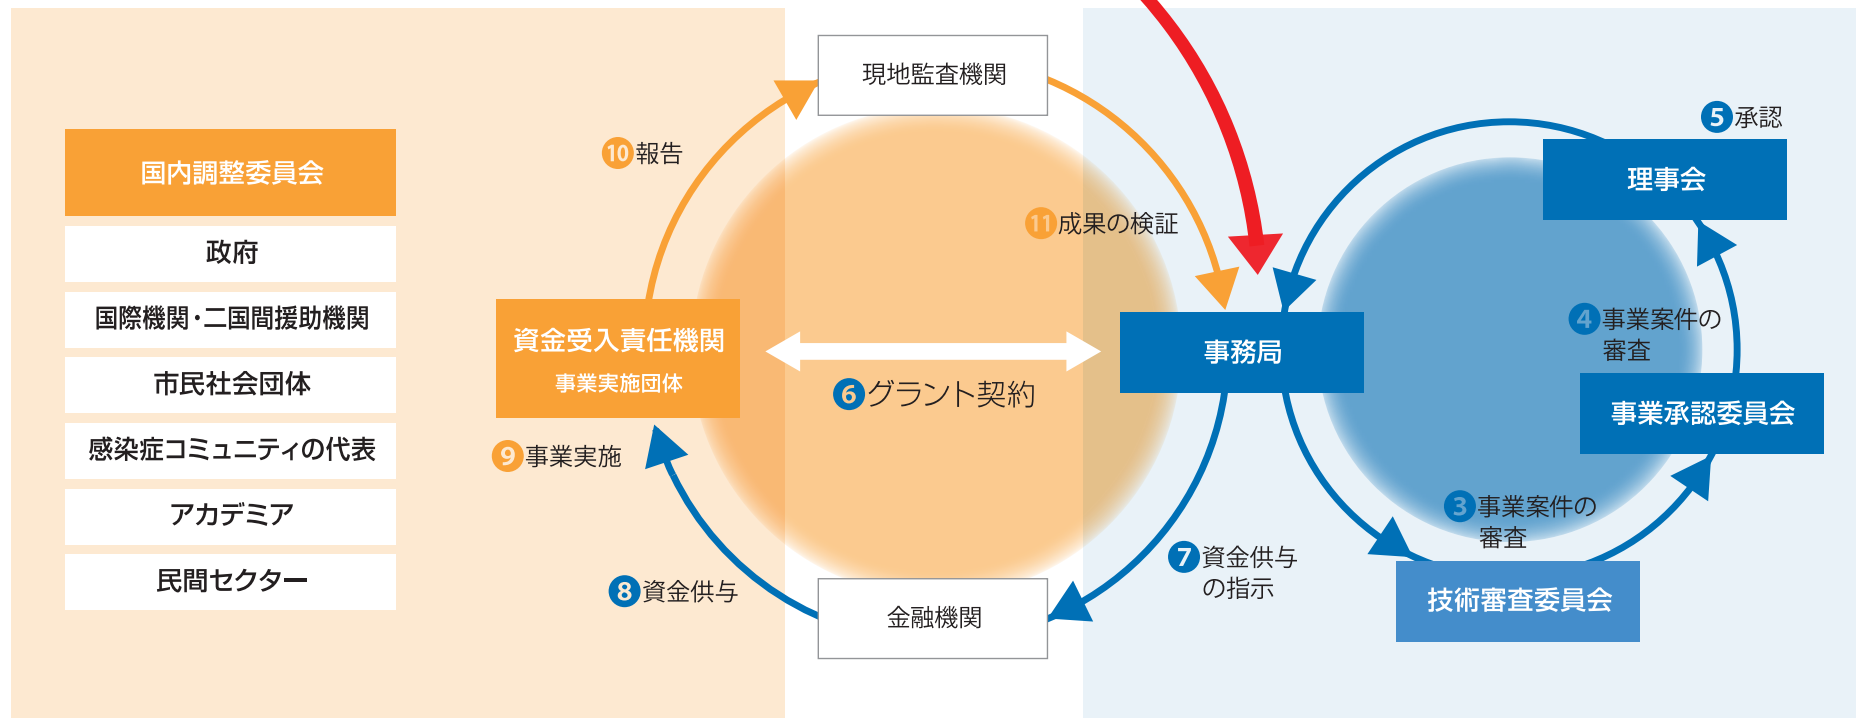 国内調整委員会
政府
国際機関・二国間援助機関
市民社会団体
感染症コミュニティの代表
アカデミア
民間セクター
現地監査機関
⑩報告
⑪成果の検証
資金受入責任機関
事業実施団体
⑥グラント契約
⑨事業実施
⑧資金供与
金融機関
⑦資金供与
の指示
事務局
⑤承認
理事会
④事業案件の
審査
事業承認委員会
③事業案件の
審査
技術審査委員会